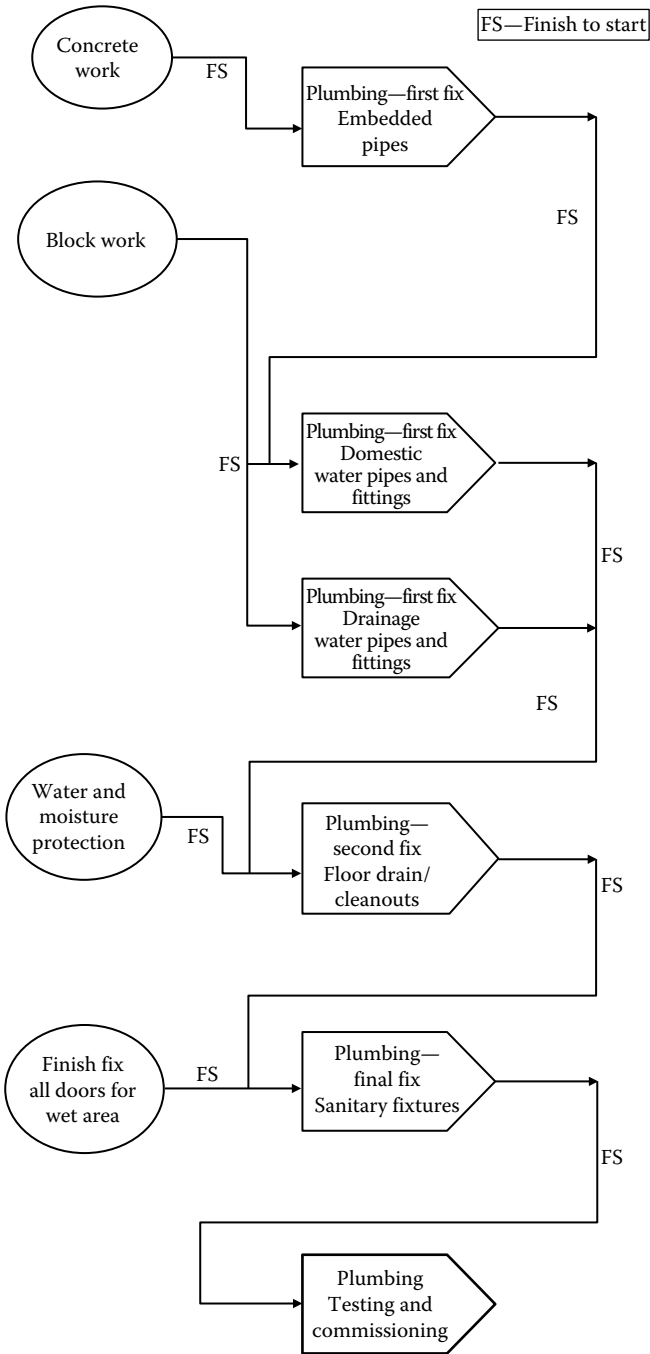 FS—Finish to start
Concrete
work
FS
Plumbing—first fix
Embedded
pipes
FS
Block work
FS
Plumbing—first fix
Domestic
water pipes and
fittings
FS
Plumbing—first fix
Drainage
water pipes and
fittings
FS
Water and
moisture
protection
FS
Plumbing—
second fix
Floor drain/
cleanouts
FS
Finish fix
all doors for
wet area
FS
Plumbing—
final fix
Sanitary fixtures
FS
Plumbing
Testing and
commissioning